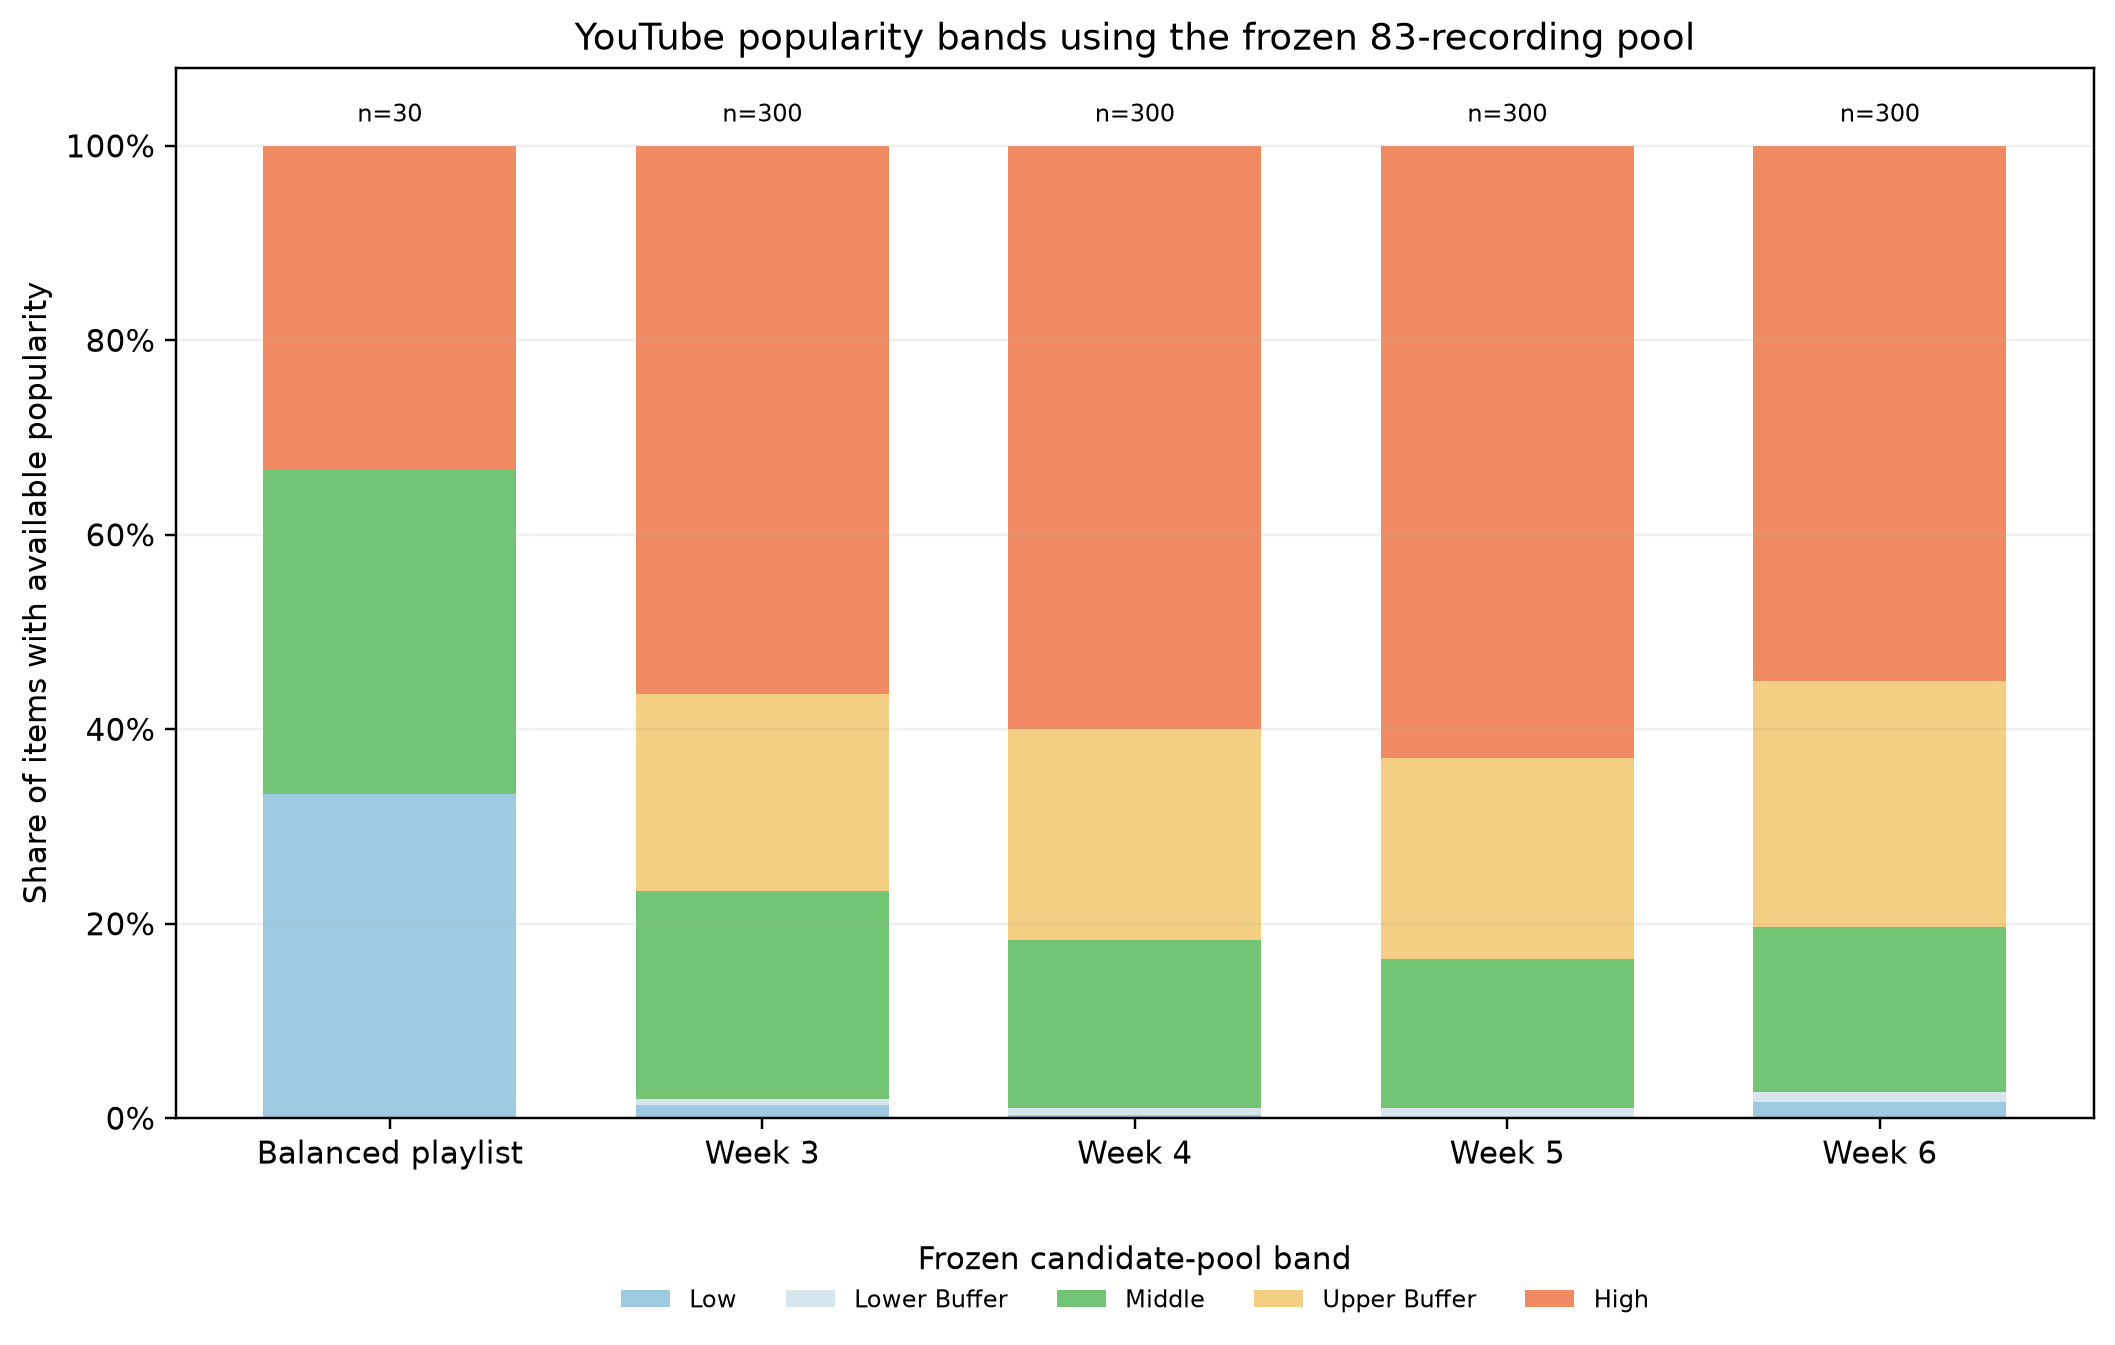 YouTube popularity bands using the frozen 83-recording pool
n=30 n=300 n=300 n=300 n=300
Share of items with available popularity
100%
80%
60%
40%
20%
0%
Balanced playlist Week 3 Week 4 Week 5 Week 6
Frozen candidate-pool band
Low Lower Buffer Middle Upper Buffer High